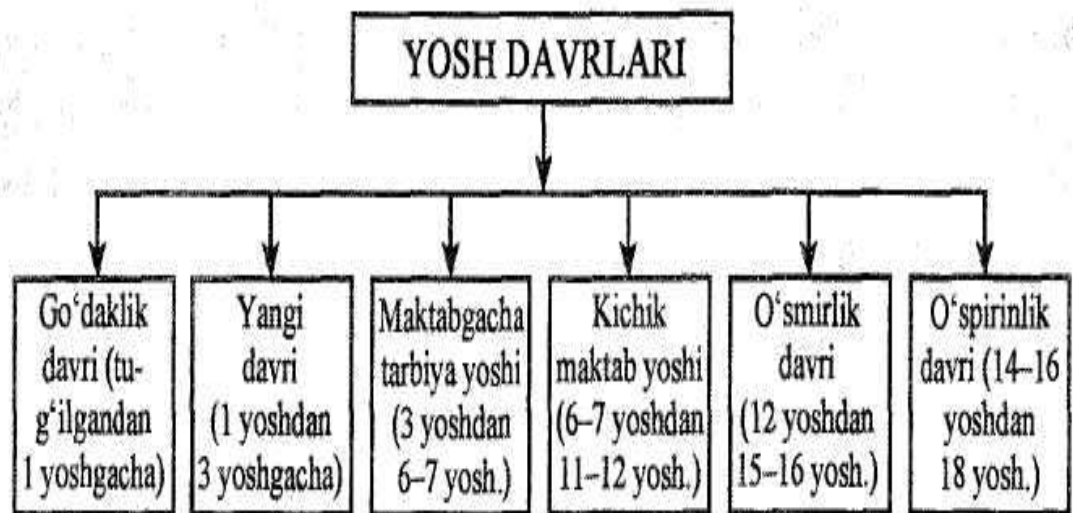 YOSH DAVRLARI
Go‘daklik
davri (tu-
g‘ilgandan
1 yoshgacha)
Yangi
davri
(1 yoshdan
3 yoshgacha)
Maktabgacha
tarbiya yoshi
(3 yoshdan
6–7 yosh.)
Kichik
maktab yoshi
(6–7 yoshdan
11–12 yosh.)
O‘smirlik
davri
(12 yoshdan
15–16 yosh.)
O‘spirinlik
davri (14–16
yoshdan
18 yosh.)